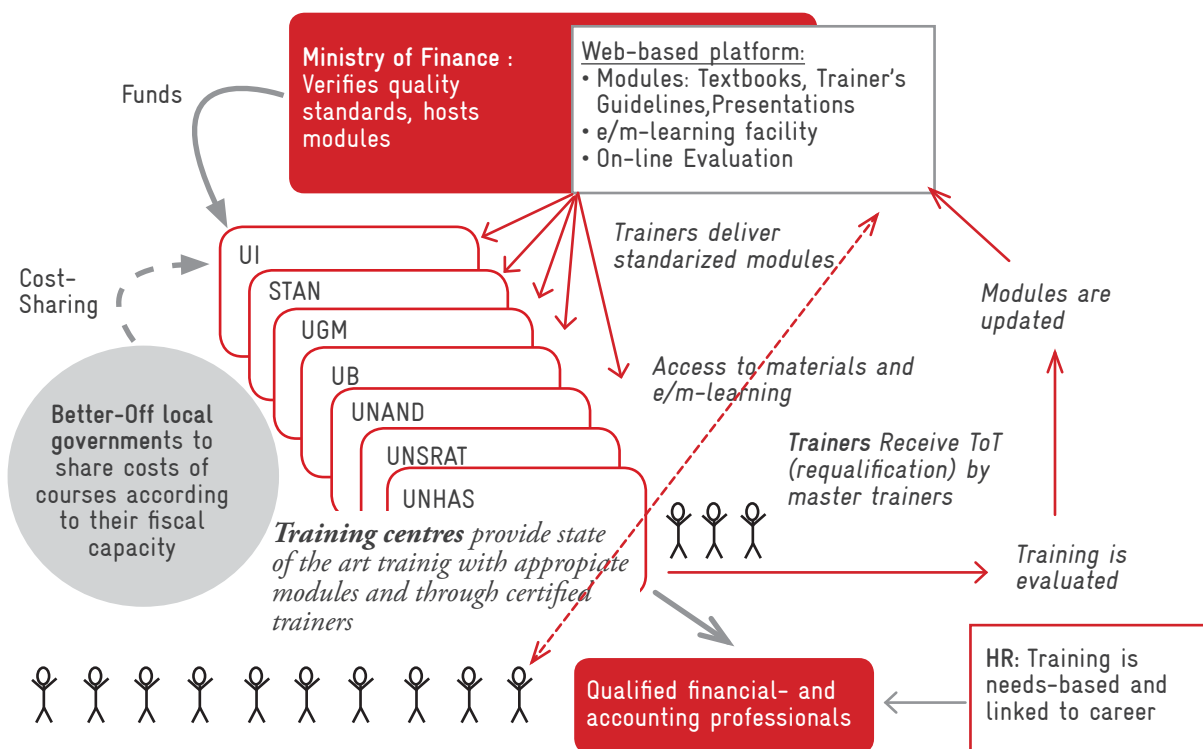 Ministry of Finance :
Verifies quality
standards, hosts
modules
Web-based platform:
• Modules: Textbooks, Trainer's
Guidelines,Presentations
• e/m-learning facility
• On-line Evaluation
Funds
Trainers deliver
standarized modules
UI
STAN
UGM
UB
UNAND
UNSRAT
UNHAS
Cost-
Sharing
Modules are
updated
Access to materials and
e/m-learning
Better-Off local
governments to
share costs of
courses according
to their fiscal
capacity
Trainers Receive ToT
(requalification) by
master trainers
Training centres provide state
of the art trainig with appropiate
modules and through certified
trainers
Training is
evaluated
Qualified financial- and
accounting professionals
HR: Training is
needs-based and
linked to career